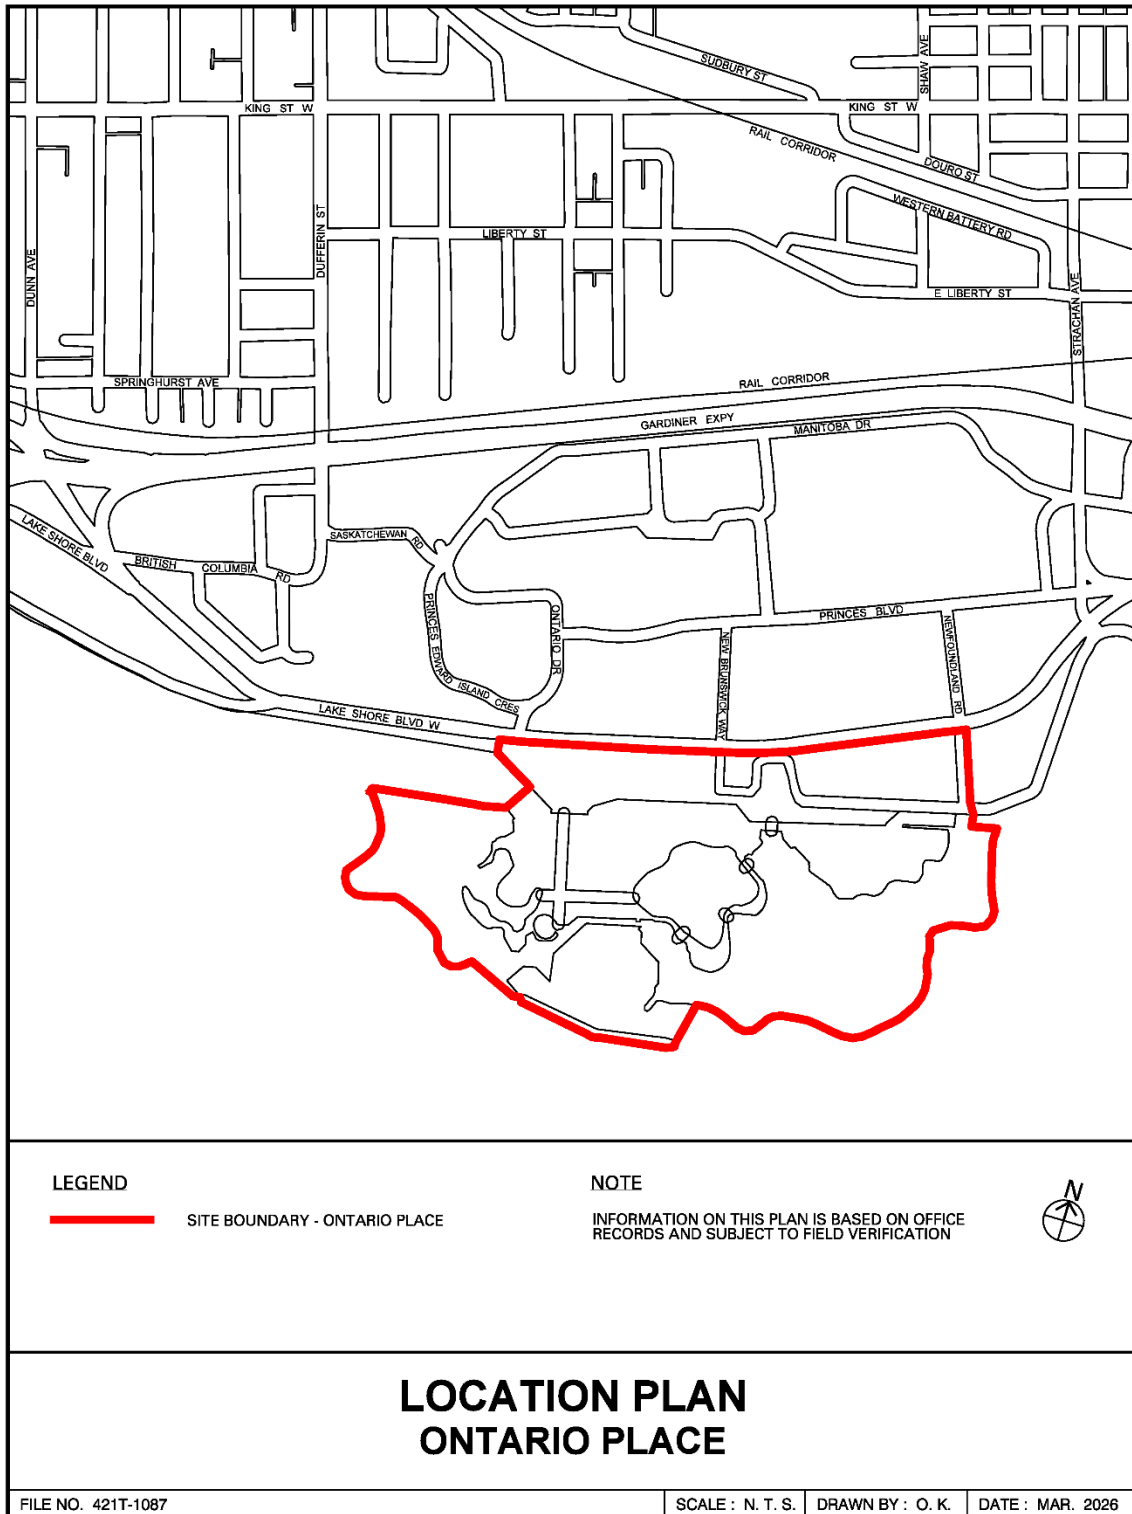 SUDBURY ST
SHAW AVE
KING ST W
KING ST W
RAIL CORRIDOR
DOURO ST
WESTERN BATTERY RD
DUFFERIN ST
LIBERTY ST
DUNN AVE
E LIBERTY ST
STRACHAN AVE
SPRINGHURST AVE
RAIL CORRIDOR
GARDINER EXPY
MANITOBA DR
LAKE SHORE BLVD
SASKATCHEWAN RD
BRITISH COLUMBIA RD
PRINCES EDWARD ISLAND CRES
ONTARIO DR
PRINCES BLVD
NEW BRUNSWICK WAY
NEWFOUNDLAND RD
LAKE SHORE BLVD W
LEGEND
SITE BOUNDARY - ONTARIO PLACE
NOTE
INFORMATION ON THIS PLAN IS BASED ON OFFICE
RECORDS AND SUBJECT TO FIELD VERIFICATION
N
LOCATION PLAN
ONTARIO PLACE
FILE NO. 421T-1087
SCALE : N. T. S.
DRAWN BY : O. K.
DATE : MAR. 2026